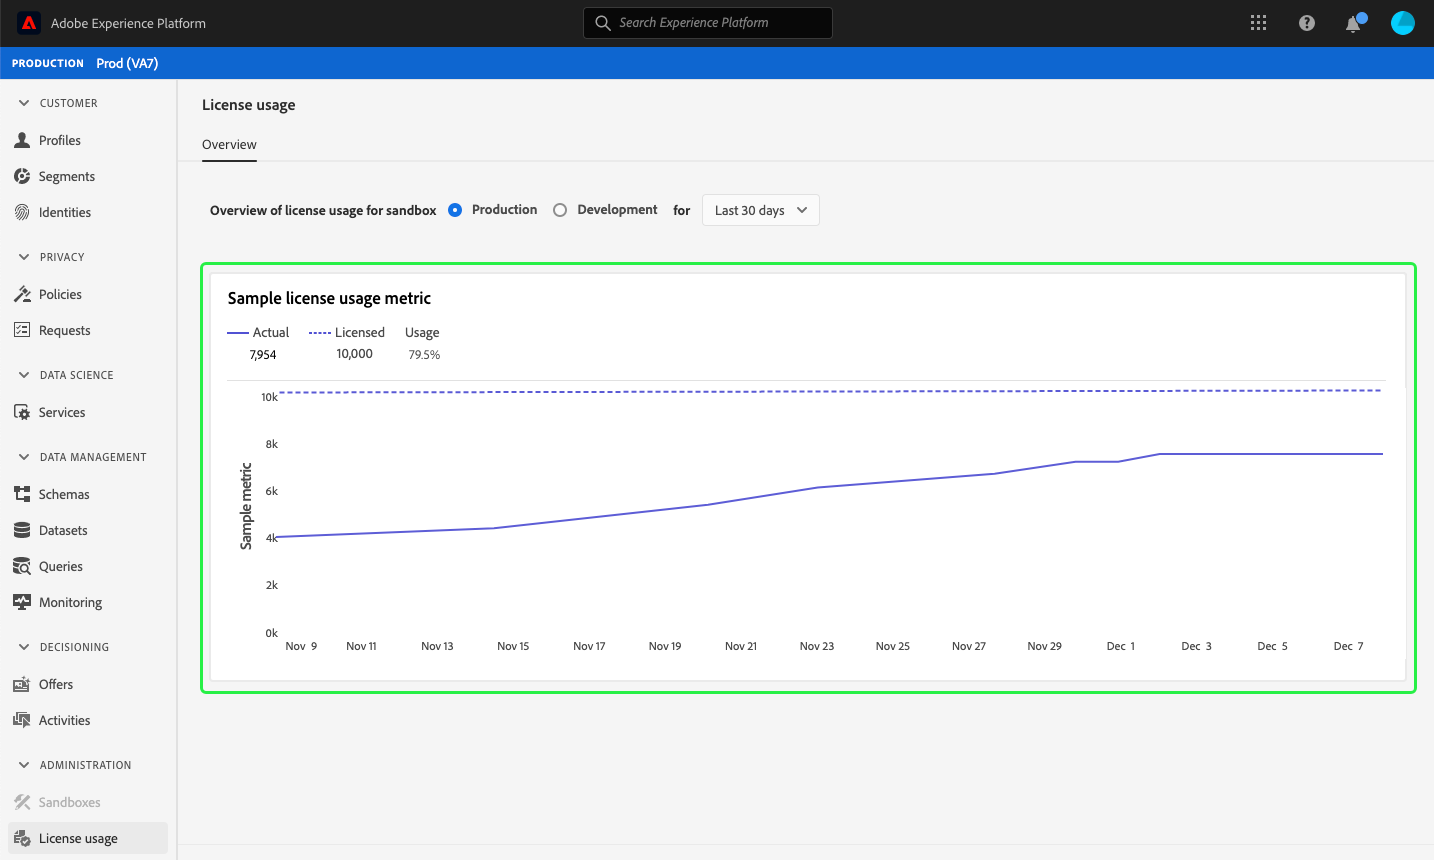 Adobe Experience Platform
Search Experience Platform
PRODUCTION Prod (VA7)
CUSTOMER
Profiles
Segments
Identities
PRIVACY
Policies
Requests
DATA SCIENCE
Services
DATA MANAGEMENT
Schemas
Datasets
Queries
Monitoring
DECISIONING
Offers
Activities
ADMINISTRATION
Sandboxes
License usage
License usage
Overview
Overview of license usage for sandbox Production Development for Last 30 days
Sample license usage metric
Actual Licensed Usage
7,954 10,000 79.5%
Sample metric
10k
8k
6k
4k
2k
0k
Nov 9 Nov 11 Nov 13 Nov 15 Nov 17 Nov 19 Nov 21 Nov 23 Nov 25 Nov 27 Nov 29 Dec 1 Dec 3 Dec 5 Dec 7